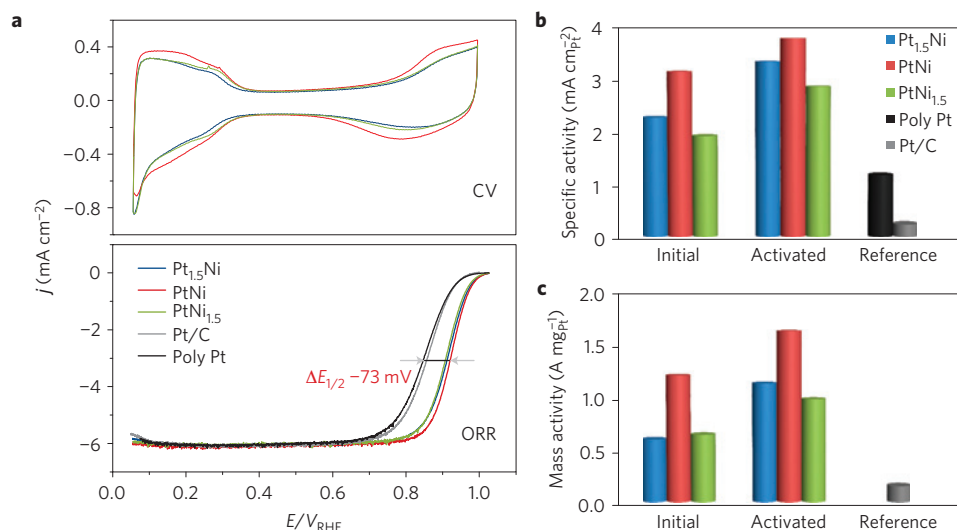 a
0.4
0.0
−0.4
−0.8
CV
j (mA cm−2)
0
−2
−4
−6
Pt1.5Ni
PtNi
PtNi1.5
Pt/C
Poly Pt
ΔE1/2 ~73 mV
ORR
0.0 0.2 0.4 0.6 0.8 1.0
E/VRHE
b
Specific activity (mA cm−2Pt)
4
3
2
1
0
Pt1.5Ni
PtNi
PtNi1.5
Poly Pt
Pt/C
Initial Activated Reference
c
Mass activity (A mg−1Pt)
2.0
1.5
1.0
0.5
0.0
Initial Activated Reference